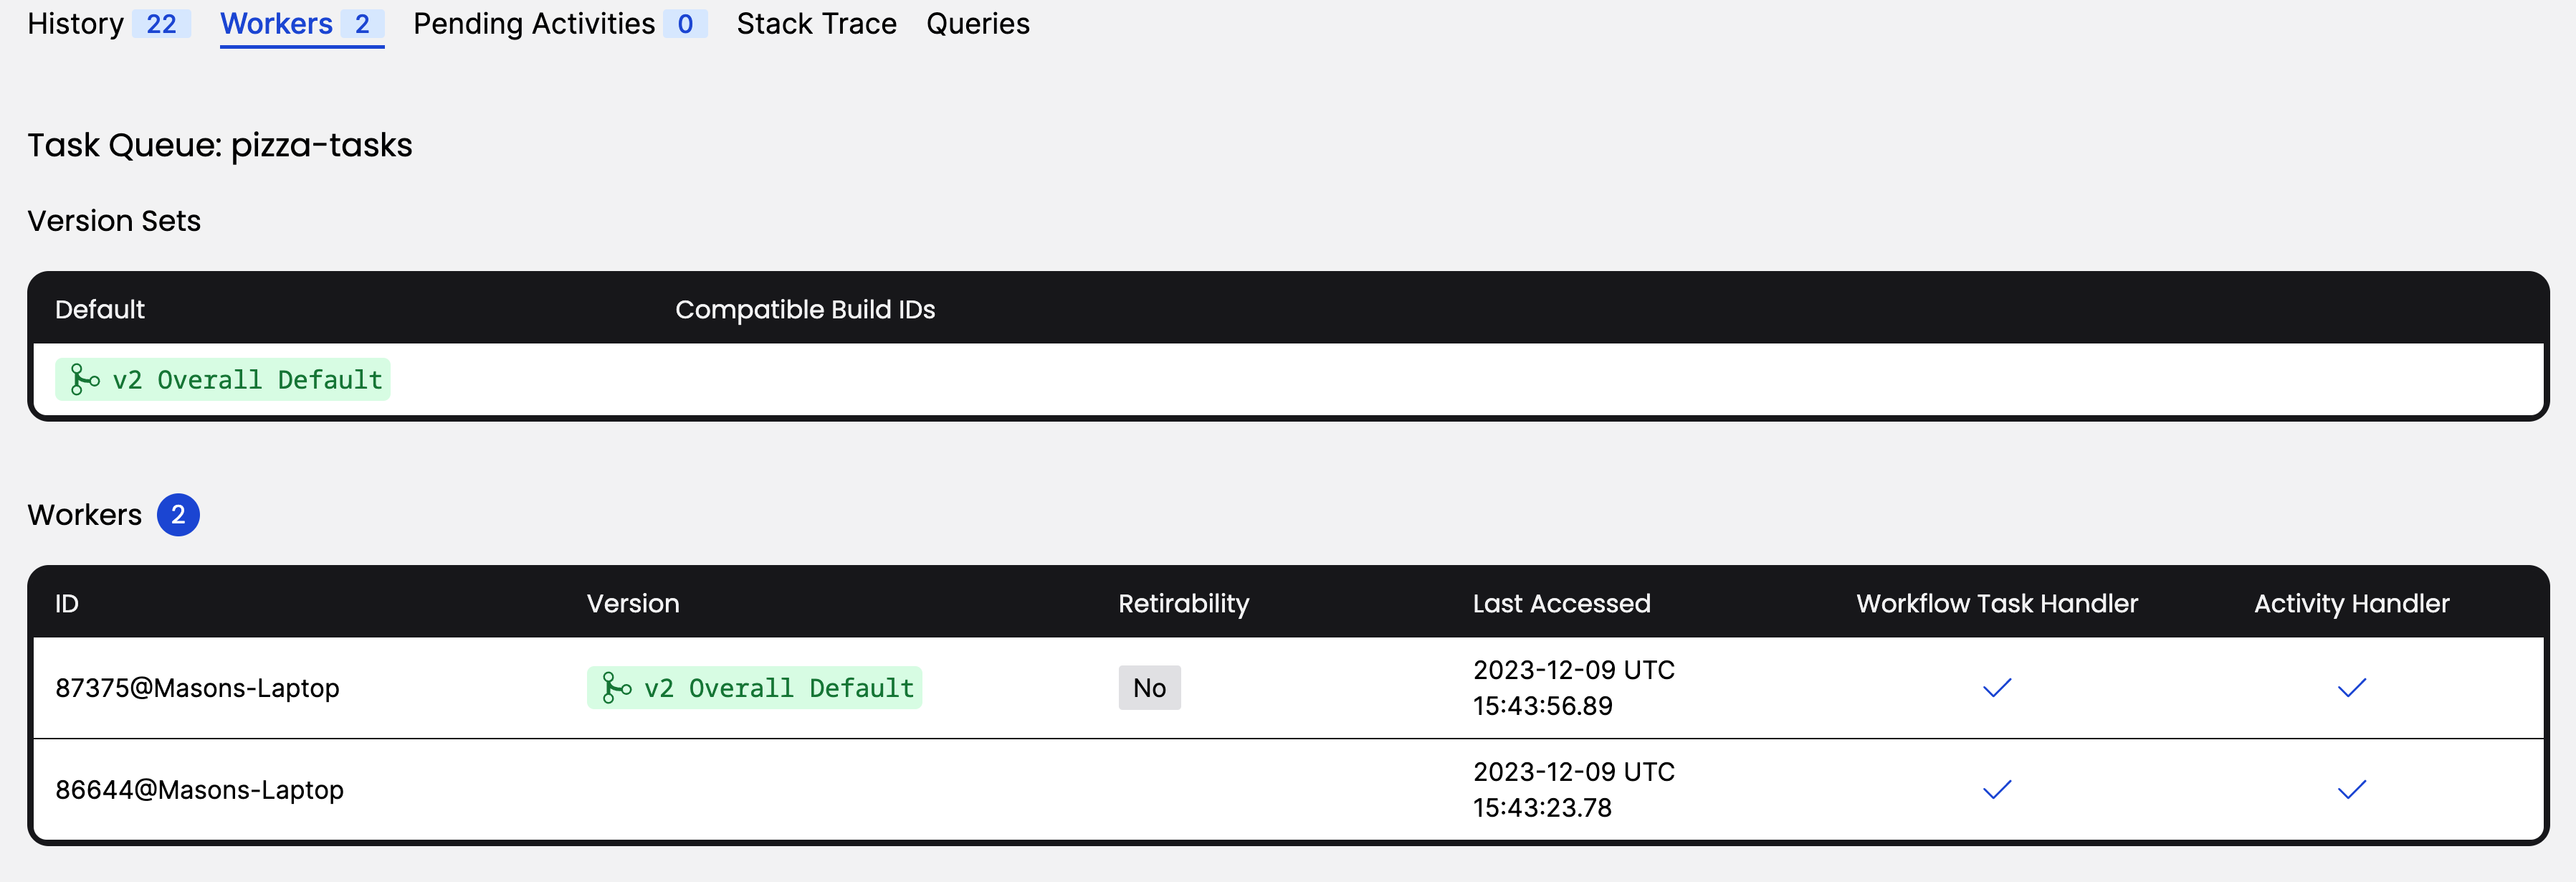 History 22 Workers 2 Pending Activities 0 Stack Trace Queries
Task Queue: pizza-tasks
Version Sets
Default Compatible Build IDs
v2 Overall Default
Workers 2
ID Version Retirability Last Accessed Workflow Task Handler Activity Handler
87375@Masons-Laptop v2 Overall Default No 2023-12-09 UTC
15:43:56.89
86644@Masons-Laptop 2023-12-09 UTC
15:43:23.78